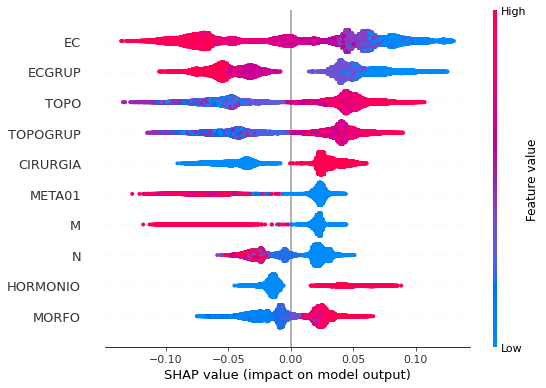 High
EC
ECGRUP
TOPO
TOPOGRUP
CIRURGIA
META01
M
N
HORMONIO
MORFO
Feature value
Low
−0.10 −0.05 0.00 0.05 0.10
SHAP value (impact on model output)